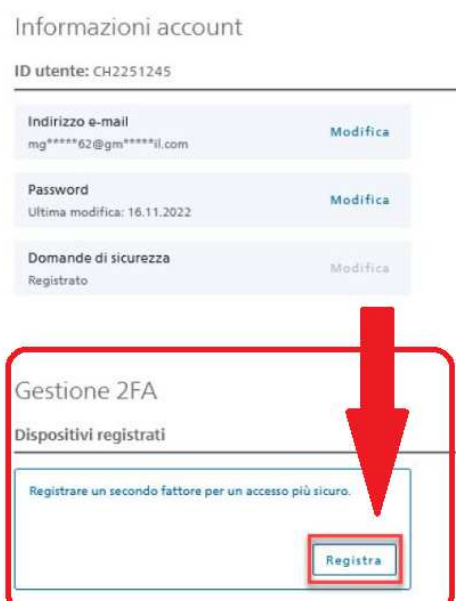 Informazioni account
ID utente: CH2251245
Indirizzo e-mail
mg*****62@gm*****il.com
Modifica
Password
Ultima modifica: 16.11.2022
Modifica
Domande di sicurezza
Registrato
Modifica
Gestione 2FA
Dispositivi registrati
Registrare un secondo fattore per un accesso più sicuro.
Registra